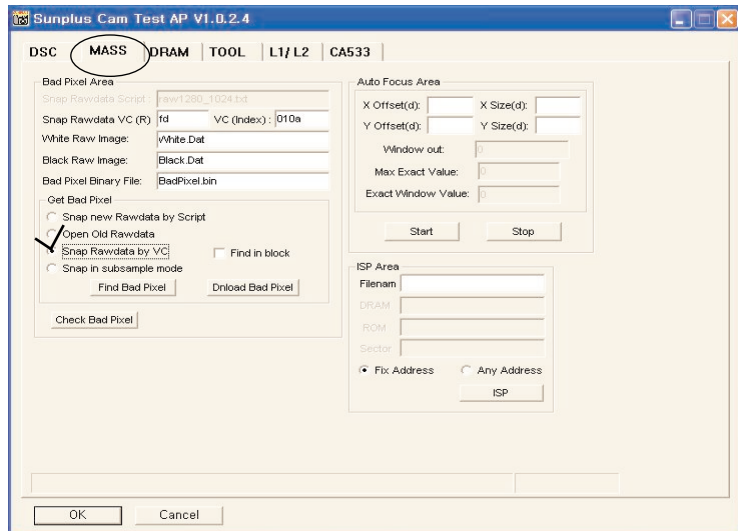 Sunplus Cam Test AP V1.0.2.4
DSC MASS DRAM TOOL L1/ L2 CA533
Bad Pixel Area
Snap Rawdata Script : raw1280_1024.txt
Snap Rawdata VC (R) fd VC (Index) : 010a
White Raw Image: White.Dat
Black Raw Image: Black.Dat
Bad Pixel Binary File: BadPixel.bin
Get Bad Pixel
Snap new Rawdata by Script
Open Old Rawdata
Snap Rawdata by VC Find in block
Snap in subsample mode
Find Bad Pixel Dnload Bad Pixel
Check Bad Pixel
Auto Focus Area
X Offset(d): X Size(d):
Y Offset(d): Y Size(d):
Window out: 0
Max Exact Value: 0
Exact Window Value: 0
Start Stop
ISP Area
Filenam
DRAM
ROM
Sector
Fix Address Any Address
ISP
OK Cancel